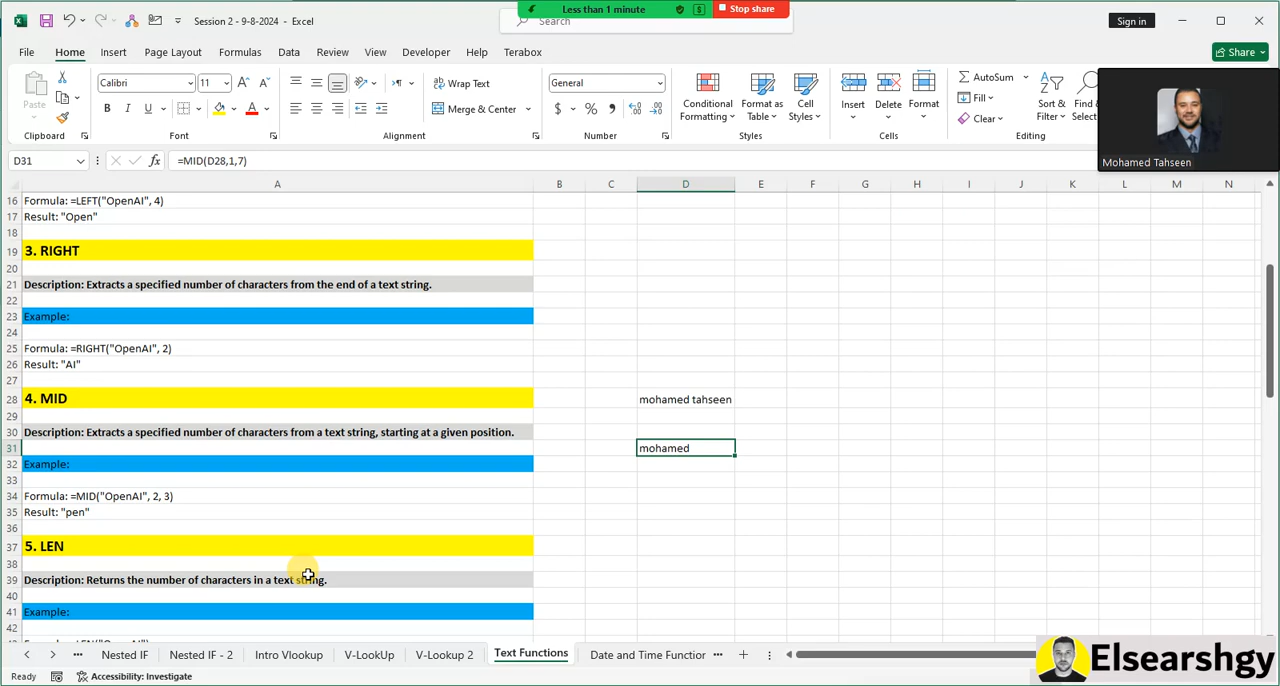 Session 2 - 9-8-2024 - Excel
Less than 1 minute
Stop share
Search
Sign in
File Home Insert Page Layout Formulas Data Review View Developer Help Terabox
Share
Paste
Calibri 11
B I U
Wrap Text
Merge & Center
General
$ %
Conditional Formatting
Format as Table
Cell Styles
Insert
Delete
Format
AutoSum
Fill
Clear
Sort & Filter
Find & Select
Clipboard Font Alignment Number Styles Cells Editing
Mohamed Tahseen
D31 fx =MID(D28,1,7)
A B C D E F G H I J K L M N
16 Formula: =LEFT("OpenAI", 4)
17 Result: "Open"
18
19 3. RIGHT
20
21 Description: Extracts a specified number of characters from the end of a text string.
22
23 Example:
24
25 Formula: =RIGHT("OpenAI", 2)
26 Result: "AI"
27
28 4. MID mohamed tahseen
29
30 Description: Extracts a specified number of characters from a text string, starting at a given position.
31 mohamed
32 Example:
33
34 Formula: =MID("OpenAI", 2, 3)
35 Result: "pen"
36
37 5. LEN
38
39 Description: Returns the number of characters in a text string.
40
41 Example:
42
Nested IF Nested IF - 2 Intro Vlookup V-LookUp V-Lookup 2 Text Functions Date and Time Function
Ready Accessibility: Investigate
Elsearshgy